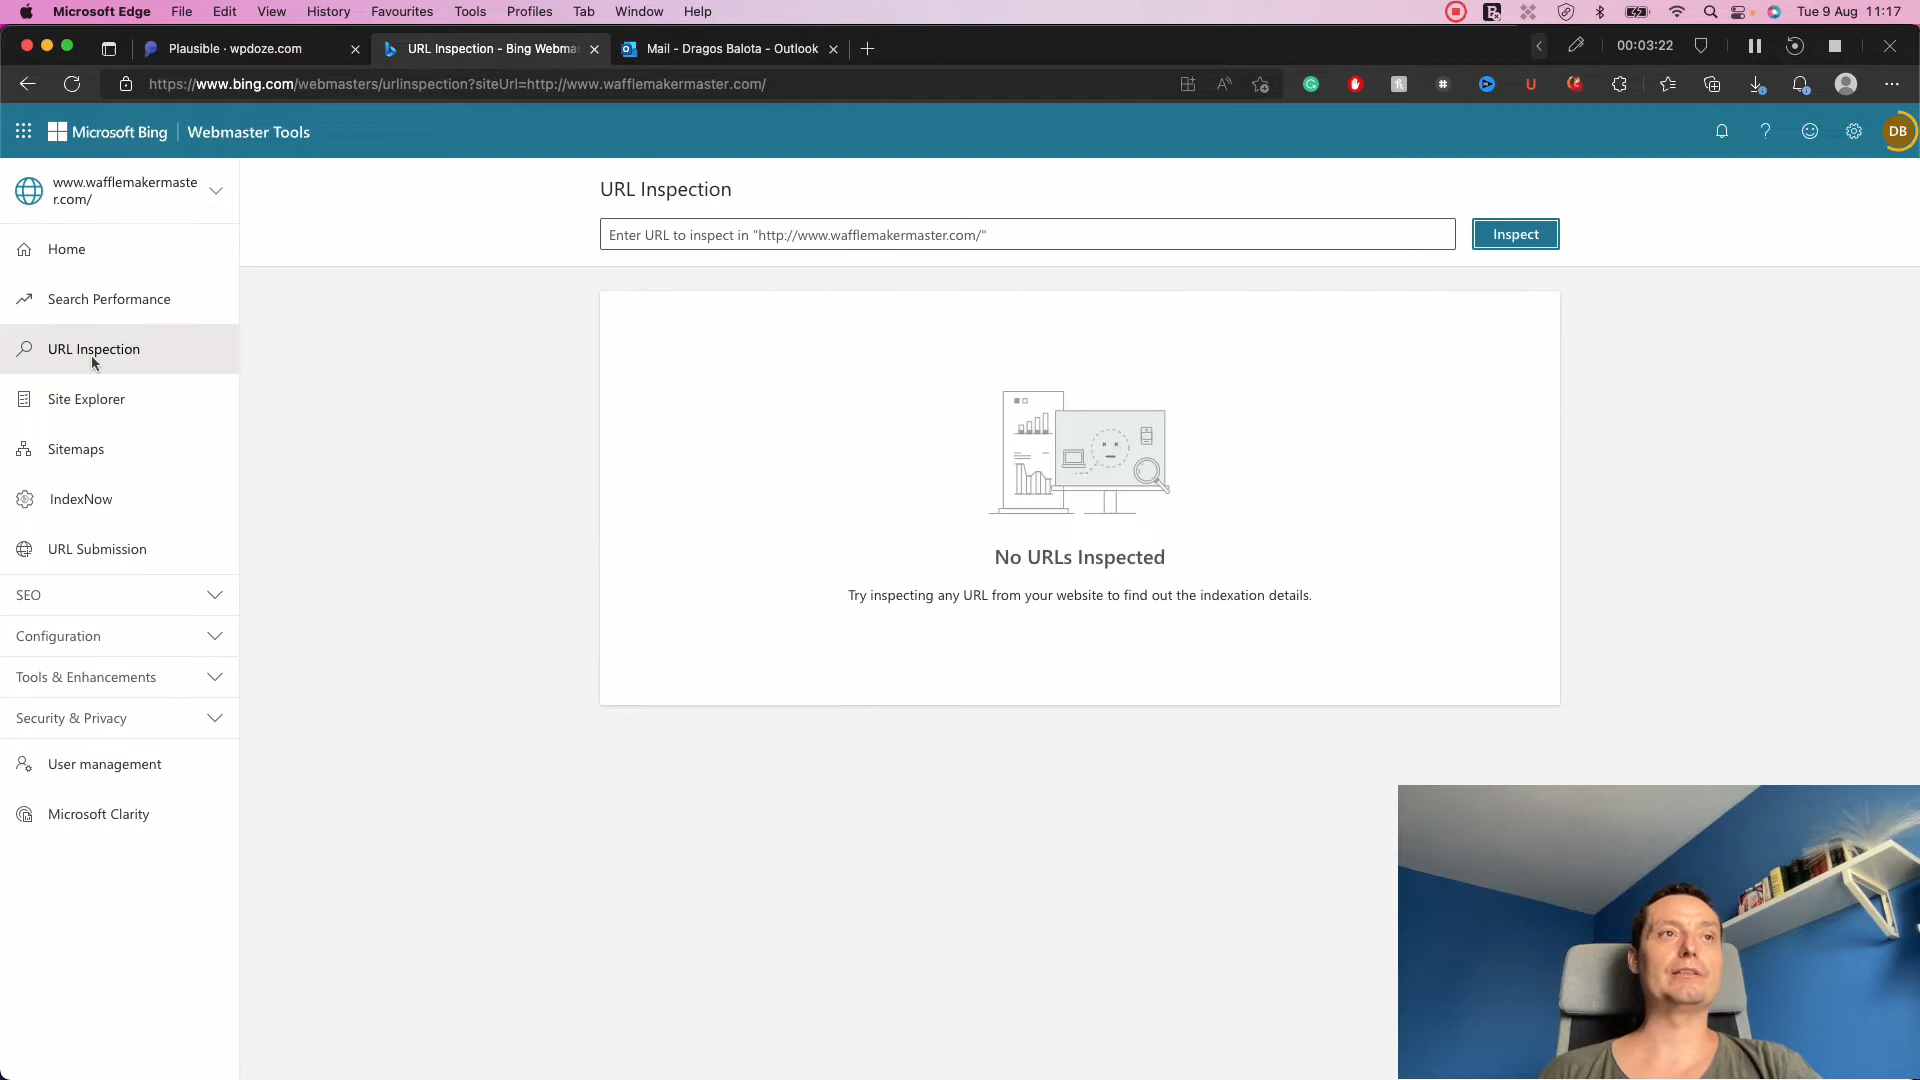 Microsoft Edge File Edit View History Favourites Tools Profiles Tab Window Help Tue 9 Aug 11:17
Plausible · wpdoze.com URL Inspection - Bing Webma Mail - Dragos Balota - Outlook 00:03:22
https://www.bing.com/webmasters/urlinspection?siteUrl=http://www.wafflemakermaster.com/
Microsoft Bing Webmaster Tools DB
www.wafflemakermaste
r.com/
URL Inspection
Enter URL to inspect in "http://www.wafflemakermaster.com/" Inspect
Home
Search Performance
URL Inspection
Site Explorer
Sitemaps
IndexNow
URL Submission
SEO
Configuration
Tools & Enhancements
Security & Privacy
User management
Microsoft Clarity
No URLs Inspected
Try inspecting any URL from your website to find out the indexation details.